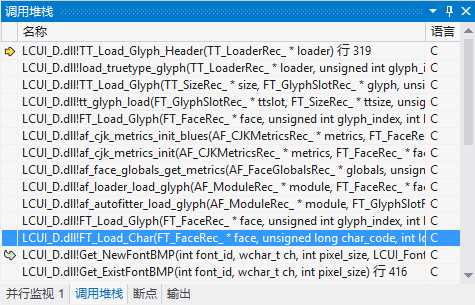 调用堆栈
名称 语言
LCUI_D.dll!TT_Load_Glyph_Header(TT_LoaderRec_ * loader) 行 319 C
LCUI_D.dll!load_truetype_glyph(TT_LoaderRec_ * loader, unsigned int glyph_i C
LCUI_D.dll!TT_Load_Glyph(TT_SizeRec_ * size, FT_GlyphSlotRec_ * glyph, uns C
LCUI_D.dll!tt_glyph_load(FT_GlyphSlotRec_ * ttslot, FT_SizeRec_ * ttsize, unsig C
LCUI_D.dll!FT_Load_Glyph(FT_FaceRec_ * face, unsigned int glyph_index, int l C
LCUI_D.dll!af_cjk_metrics_init_blues(AF_CJKMetricsRec_ * metrics, FT_FaceRe C
LCUI_D.dll!af_cjk_metrics_init(AF_CJKMetricsRec_ * metrics, FT_FaceRec_ * fa C
LCUI_D.dll!af_face_globals_get_metrics(AF_FaceGlobalsRec_ * globals, unsign C
LCUI_D.dll!af_loader_load_glyph(AF_ModuleRec_ * module, FT_FaceRec_ * fac C
LCUI_D.dll!af_autofitter_load_glyph(AF_ModuleRec_ * module, FT_GlyphSlotR C
LCUI_D.dll!FT_Load_Glyph(FT_FaceRec_ * face, unsigned int glyph_index, int l C
LCUI_D.dll!FT_Load_Char(FT_FaceRec_ * face, unsigned long char_code, int lo C
LCUI_D.dll!Get_NewFontBMP(int font_id, wchar_t ch, int pixel_size, LCUI_Font C
LCUI_D.dll!Get_ExistFontBMP(int font_id, wchar_t ch, int pixel_size) 行 416 C
并行监视 1 调用堆栈 断点 输出